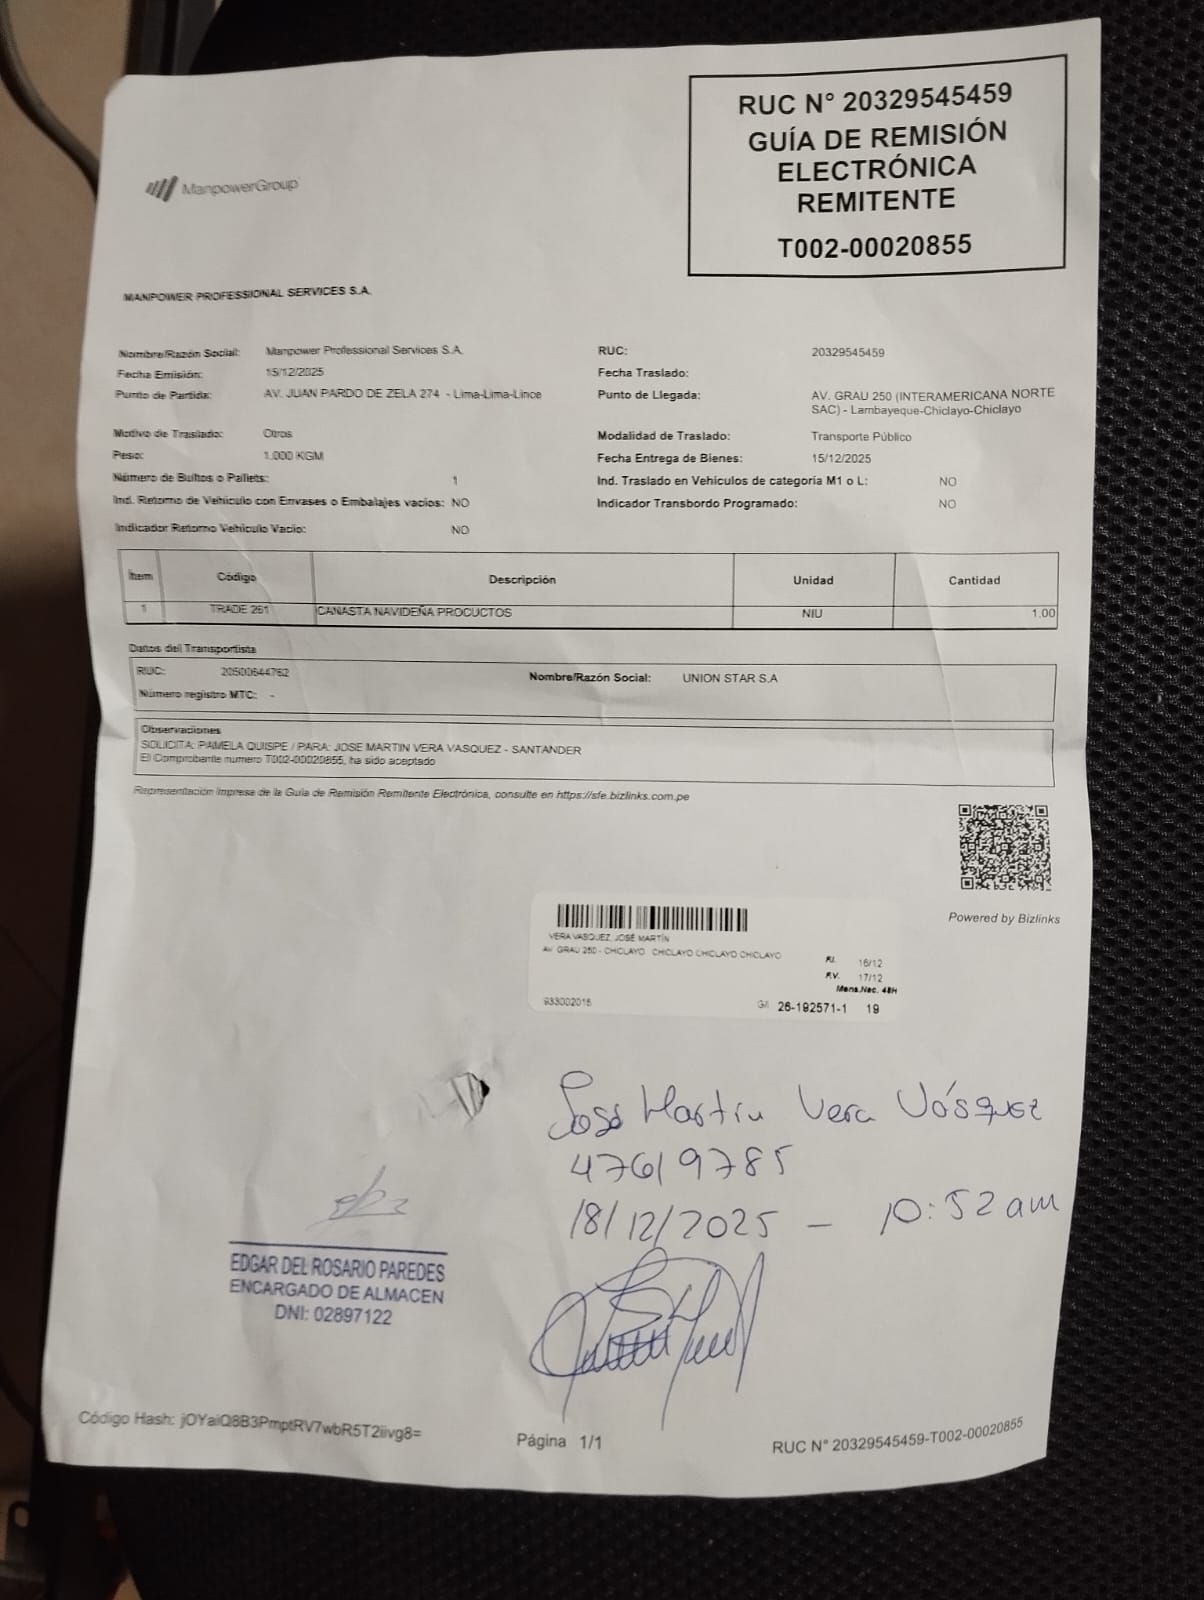 RUC N° 20329545459
GUÍA DE REMISIÓN
ELECTRÓNICA
REMITENTE
T002-00020855
ManpowerGroup
MANPOWER PROFESSIONAL SERVICES S.A.
Nombre/Razón Social: Manpower Professional Services S.A. RUC: 20329545459
Fecha Emisión: 15/12/2025 Fecha Traslado:
Punto de Partida: AV. JUAN PARDO DE ZELA 274 - Lima-Lima-Lince Punto de Llegada: AV. GRAU 250 (INTERAMERICANA NORTE
SAC) - Lambayeque-Chiclayo-Chiclayo
Motivo de Traslado: Otros Modalidad de Traslado: Transporte Público
Peso: 1.000 KGM Fecha Entrega de Bienes: 15/12/2025
Número de Bultos o Pallets: 1 Ind. Traslado en Vehículos de categoría M1 o L: NO
Ind. Retorno de Vehículo con Envases o Embalajes vacíos: NO Indicador Transbordo Programado: NO
Indicador Retorno Vehículo Vacío: NO
Ítem Código Descripción Unidad Cantidad
1 TRADE 261 CANASTA NAVIDEÑA PRODUCTOS NIU 1.00
Datos del Transportista
RUC: 20500644762 Nombre/Razón Social: UNION STAR S.A
Número registro MTC: -
Observaciones
SOLICITA: PAMELA QUISPE / PARA: JOSE MARTIN VERA VASQUEZ - SANTANDER
El Comprobante numero T002-00020855, ha sido aceptado
Representación Impresa de la Guía de Remisión Remitente Electrónica, consulte en https://sfe.bizlinks.com.pe
Powered by Bizlinks
VERA VASQUEZ, JOSÉ MARTÍN
AV. GRAU 250 - CHICLAYO CHICLAYO CHICLAYO CHICLAYO
F.I. 16/12
F.V. 17/12
Mens.Nac. 48H
933002016 G/I 26-192571-1 19
José Martin Vera Vásquez
47619785
18/12/2025 - 10:52 am
EDGAR DEL ROSARIO PAREDES
ENCARGADO DE ALMACEN
DNI: 02897122
Código Hash: jOYaiQ8B3PmptRV7wbR5T2iivg8=
Página 1/1
RUC N° 20329545459-T002-00020855